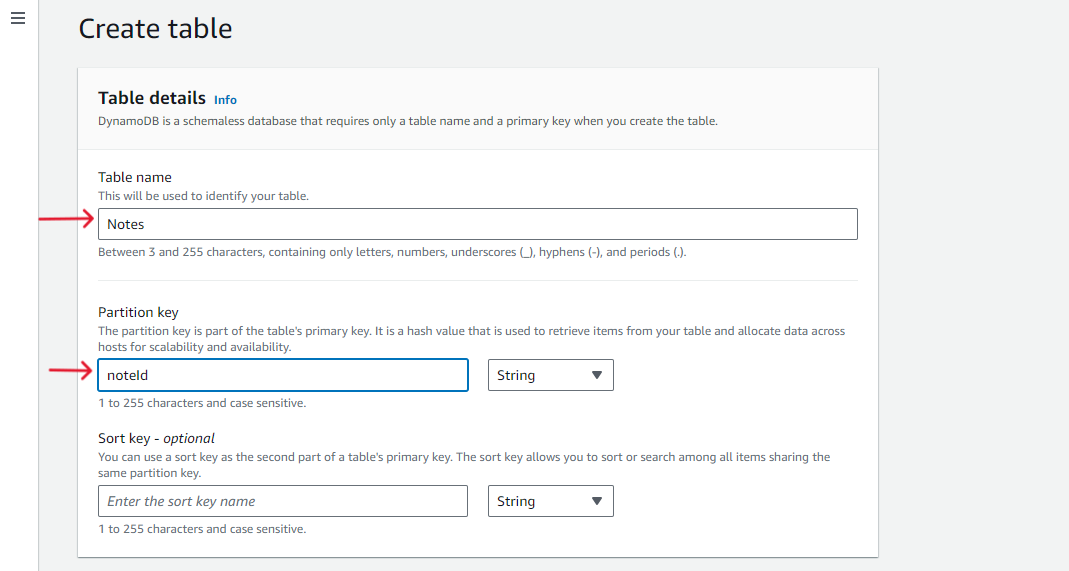 Create table
Table details Info
DynamoDB is a schemaless database that requires only a table name and a primary key when you create the table.
Table name
This will be used to identify your table.
Notes
Between 3 and 255 characters, containing only letters, numbers, underscores (_), hyphens (-), and periods (.).
Partition key
The partition key is part of the table's primary key. It is a hash value that is used to retrieve items from your table and allocate data across
hosts for scalability and availability.
noteId String
1 to 255 characters and case sensitive.
Sort key - optional
You can use a sort key as the second part of a table's primary key. The sort key allows you to sort or search among all items sharing the
same partition key.
Enter the sort key name String
1 to 255 characters and case sensitive.